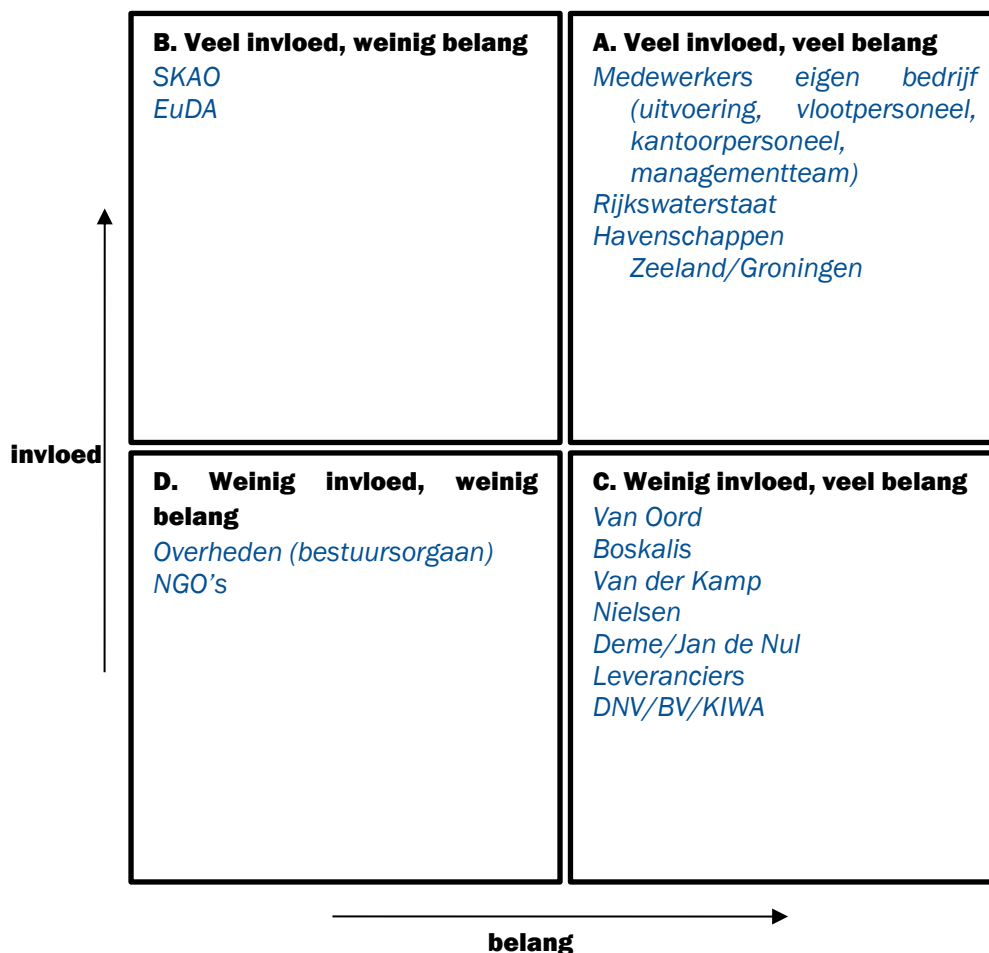 B. Veel invloed, weinig belang
SKAO
EuDA
A. Veel invloed, veel belang
Medewerkers eigen bedrijf
(uitvoering, vlootpersoneel,
kantoorpersoneel,
managementteam)
Rijkswaterstaat
Havenschappen
Zeeland/Groningen
invloed
D. Weinig invloed, weinig
belang
Overheden (bestuursorgaan)
NGO’s
C. Weinig invloed, veel belang
Van Oord
Boskalis
Van der Kamp
Nielsen
Deme/Jan de Nul
Leveranciers
DNV/BV/KIWA
belang